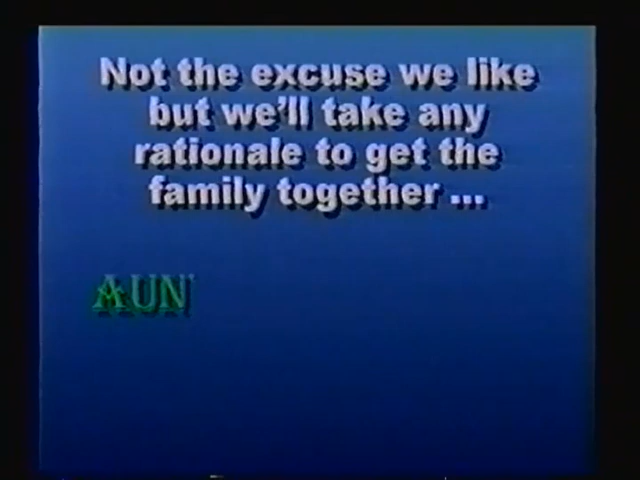 Not the excuse we like
but we'll take any
rationale to get the
family together ...
AUN